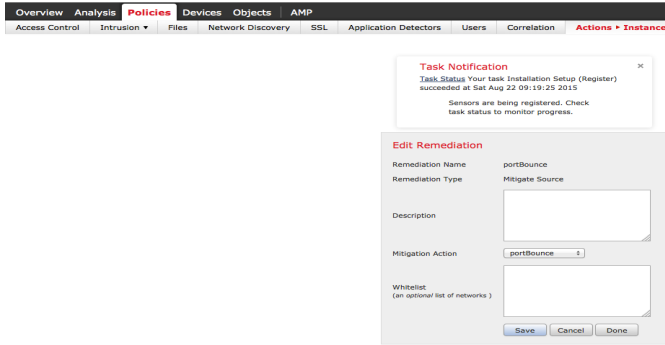 Overview Analysis Policies Devices Objects AMP
Access Control Intrusion ▾ Files Network Discovery SSL Application Detectors Users Correlation Actions ▸ Instance
Task Notification ×
Task Status Your task Installation Setup (Register)
succeeded at Sat Aug 22 09:19:25 2015
Sensors are being registered. Check
task status to monitor progress.
Edit Remediation
Remediation Name portBounce
Remediation Type Mitigate Source
Description
Mitigation Action portBounce
Whitelist
(an optional list of networks )
Save Cancel Done